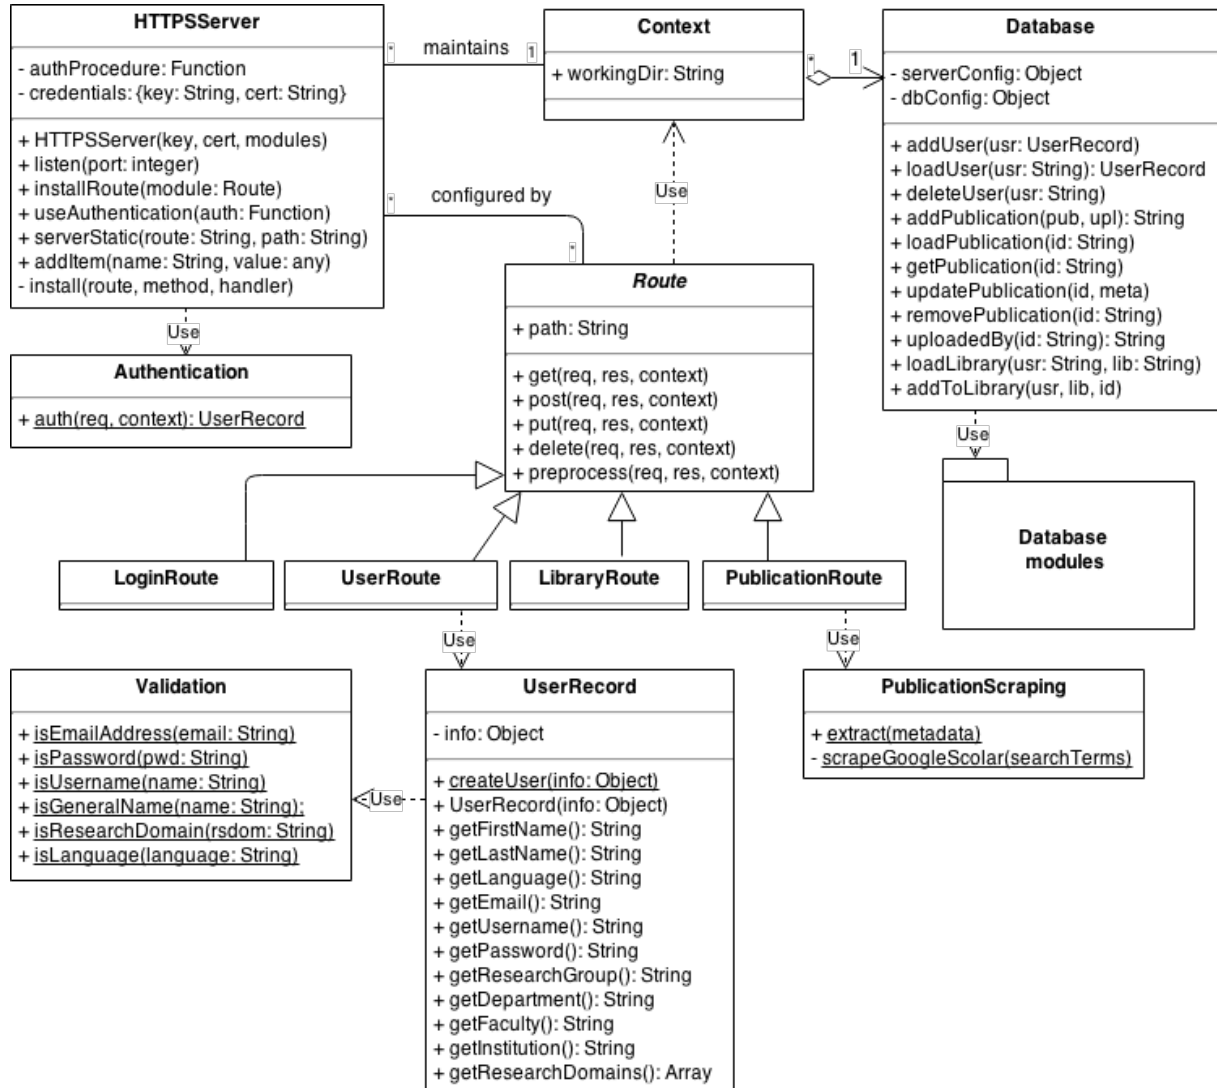 HTTPSServer
- authProcedure: Function
- credentials: {key: String, cert: String}
+ HTTPSServer(key, cert, modules)
+ listen(port: integer)
+ installRoute(module: Route)
+ useAuthentication(auth: Function)
+ serverStatic(route: String, path: String)
+ addItem(name: String, value: any)
- install(route, method, handler)
* maintains 1
Context
+ workingDir: String
* 1
Database
- serverConfig: Object
- dbConfig: Object
+ addUser(usr: UserRecord)
+ loadUser(usr: String): UserRecord
+ deleteUser(usr: String)
+ addPublication(pub, upl): String
+ loadPublication(id: String)
+ getPublication(id: String)
+ updatePublication(id, meta)
+ removePublication(id: String)
+ uploadedBy(id: String): String
+ loadLibrary(usr: String, lib: String)
+ addToLibrary(usr, lib, id)
Use
* configured by
*
Use
Authentication
+ auth(req, context): UserRecord
Route
+ path: String
+ get(req, res, context)
+ post(req, res, context)
+ put(req, res, context)
+ delete(req, res, context)
+ preprocess(req, res, context)
Use
Database
modules
LoginRoute
UserRoute
LibraryRoute
PublicationRoute
Use
Use
Validation
+ isEmailAddress(email: String)
+ isPassword(pwd: String)
+ isUsername(name: String)
+ isGeneralName(name: String);
+ isResearchDomain(rsdom: String)
+ isLanguage(language: String)
Use
UserRecord
- info: Object
+ createUser(info: Object)
+ UserRecord(info: Object)
+ getFirstName(): String
+ getLastName(): String
+ getLanguage(): String
+ getEmail(): String
+ getUsername(): String
+ getPassword(): String
+ getResearchGroup(): String
+ getDepartment(): String
+ getFaculty(): String
+ getInstitution(): String
+ getResearchDomains(): Array
PublicationScraping
+ extract(metadata)
- scrapeGoogleScolar(searchTerms)